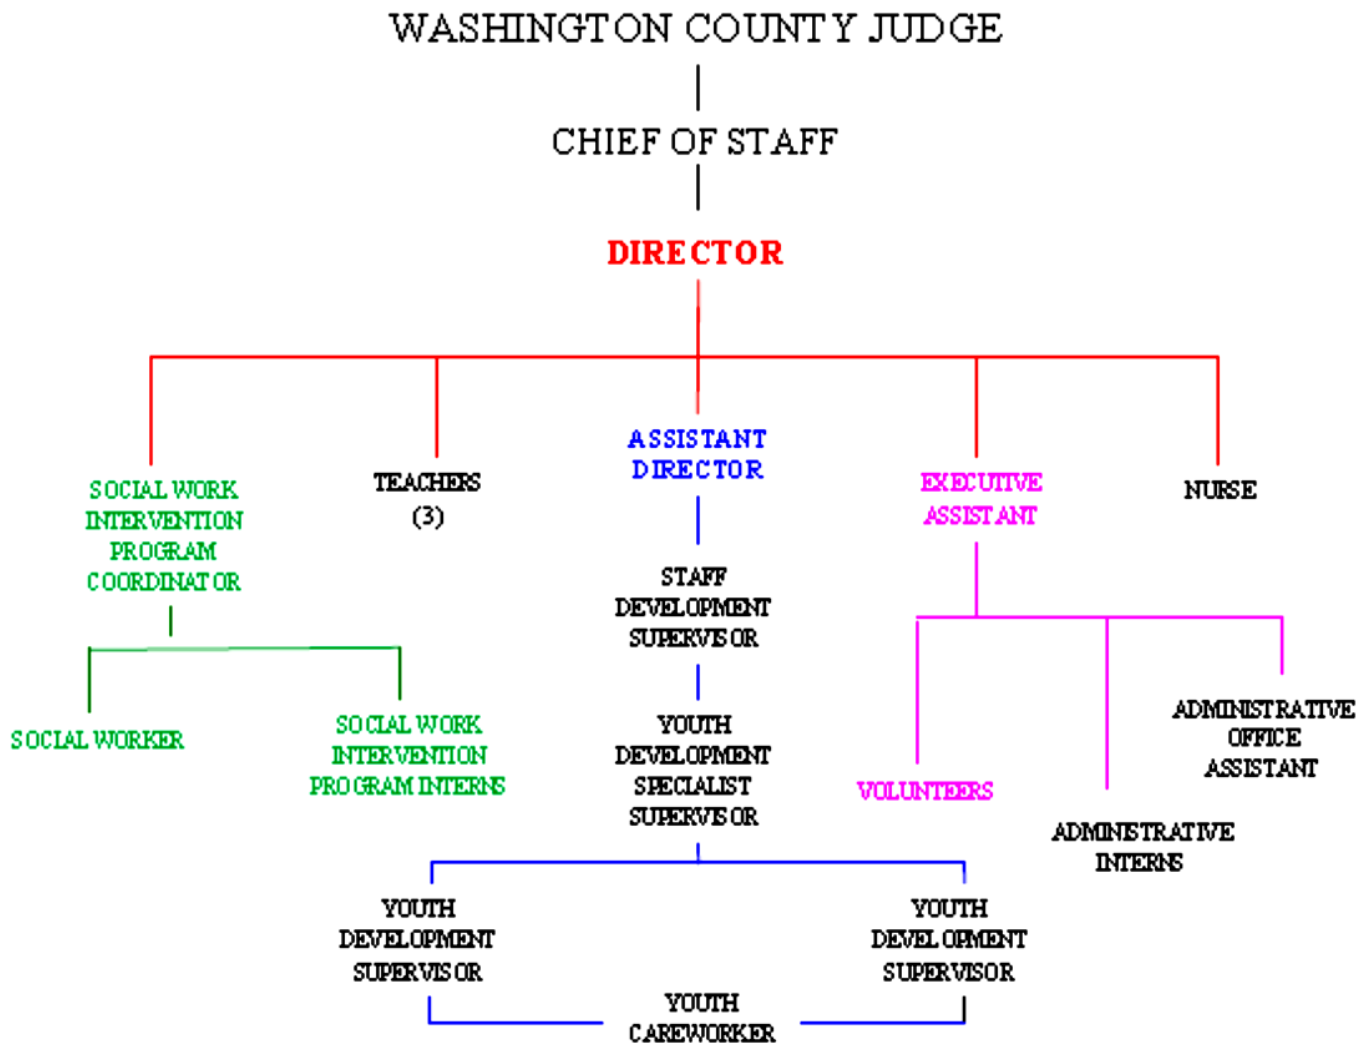 WASHINGTON COUNTY JUDGE
CHIEF OF STAFF
DIRECTOR
SOCIAL WORK
INTERVENTION
PROGRAM
COORDINATOR
TEACHERS
(3)
ASSISTANT
DIRECTOR
EXECUTIVE
ASSISTANT
NURSE
STAFF
DEVELOPMENT
SUPERVISOR
SOCIAL WORKER
SOCIAL WORK
INTERVENTION
PROGRAM INTERNS
YOUTH
DEVELOPMENT
SPECIALIST
SUPERVISOR
VOLUNTEERS
ADMINISTRATIVE
INTERNS
ADMINISTRATIVE
OFFICE
ASSISTANT
YOUTH
DEVELOPMENT
SUPERVISOR
YOUTH
DEVELOPMENT
SUPERVISOR
YOUTH
CAREWORKER